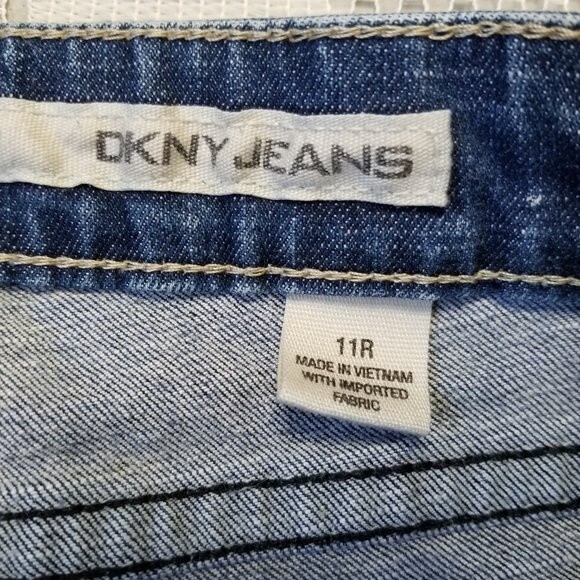 DKNY JEANS
11R
MADE IN VIETNAM
WITH IMPORTED
FABRIC